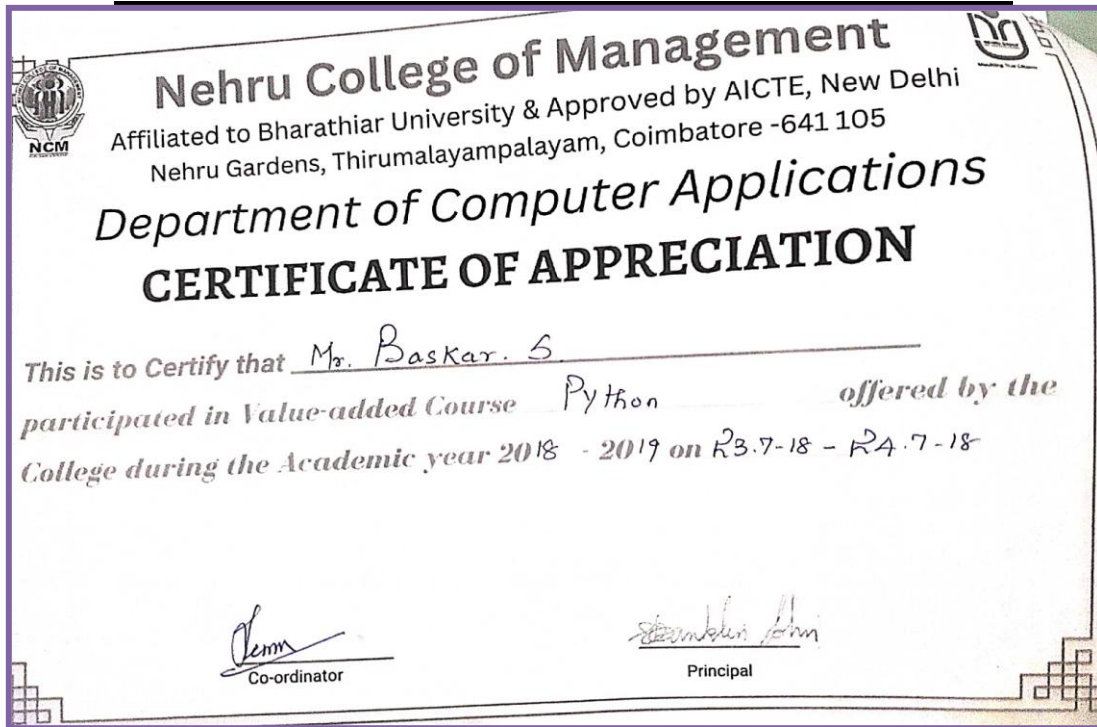 Nehru College of Management
Affiliated to Bharathiar University & Approved by AICTE, New Delhi
Nehru Gardens, Thirumalayampalayam, Coimbatore -641 105
NCM
Department of Computer Applications
CERTIFICATE OF APPRECIATION
This is to Certify that Mr. Baskar. S
participated in Value-added Course Python offered by the
College during the Academic year 2018 - 2019 on 23.7-18 - 24.7-18
Co-ordinator
Principal